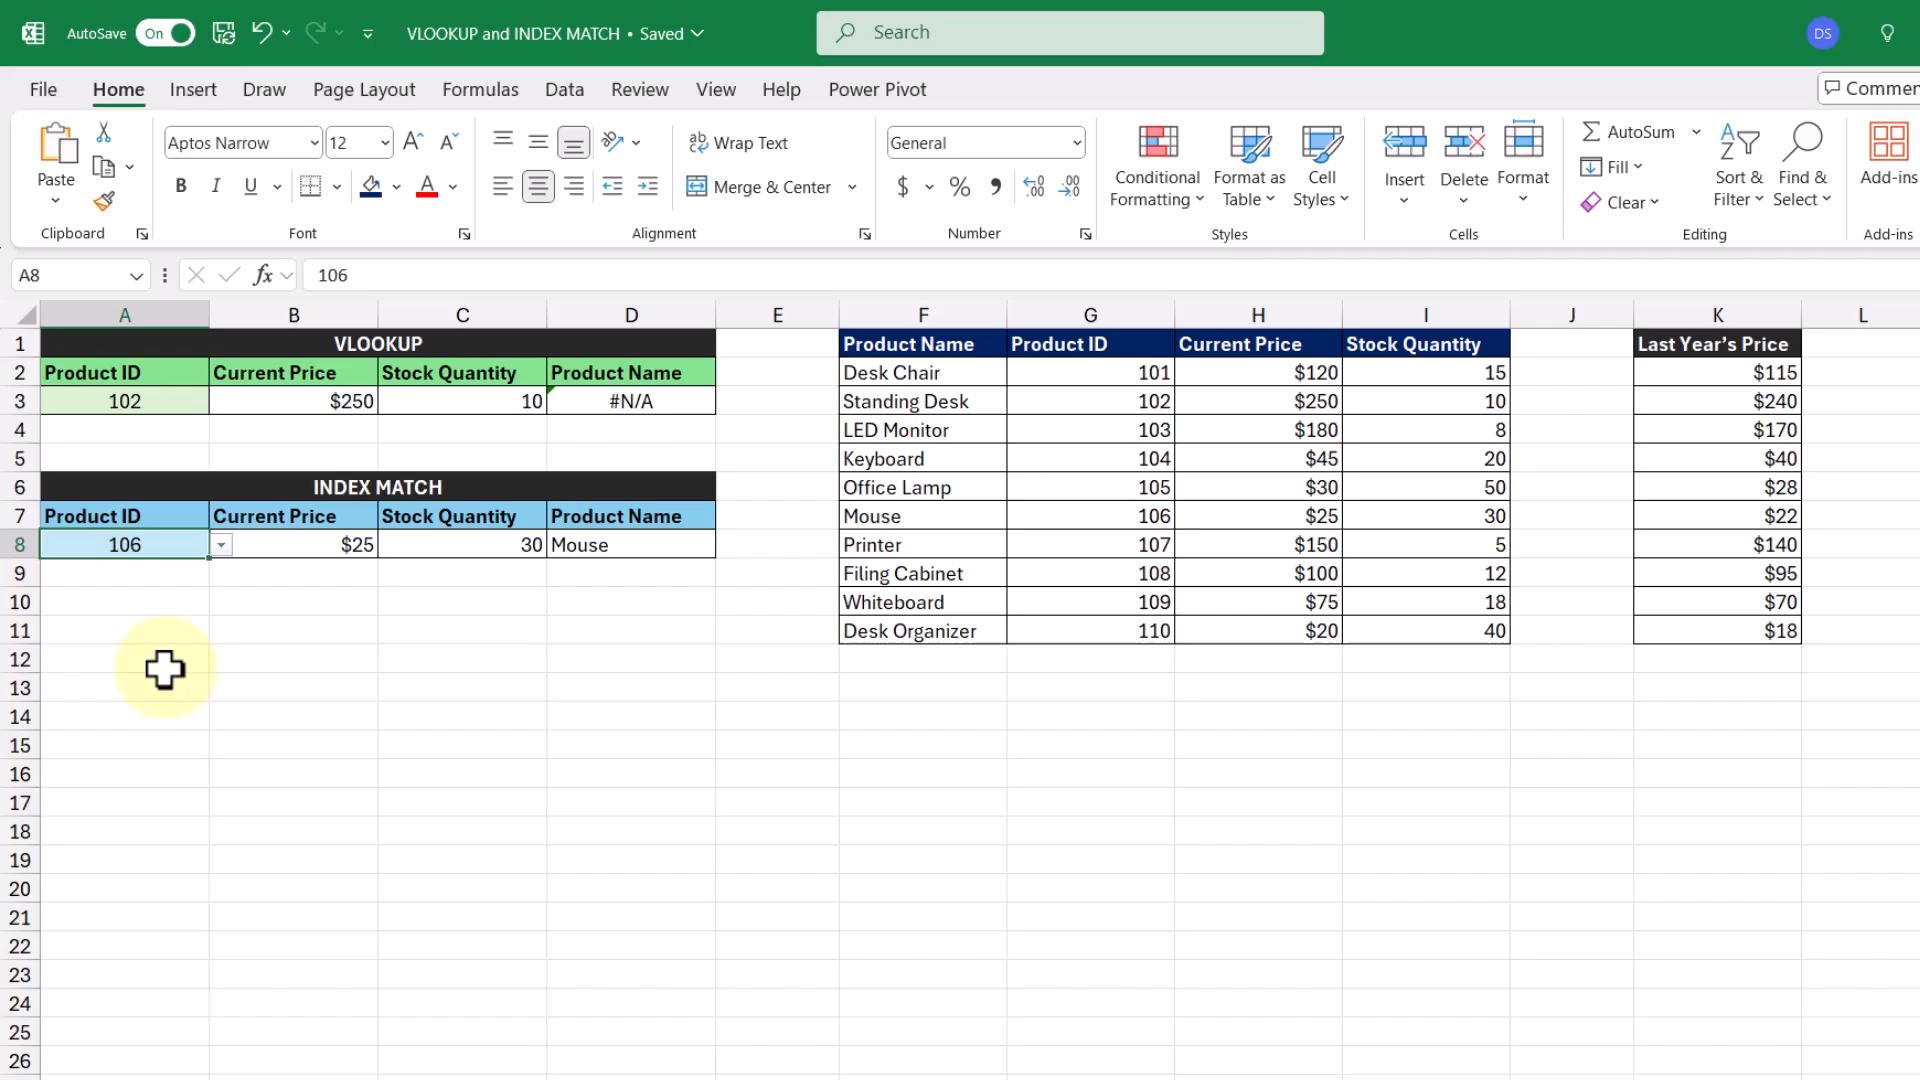 AutoSave On VLOOKUP and INDEX MATCH • Saved Search DS
File Home Insert Draw Page Layout Formulas Data Review View Help Power Pivot Commen
Paste Aptos Narrow 12 A A ab Wrap Text General Conditional Formatting Format as Table Cell Styles Insert Delete Format AutoSum Fill Clear Sort & Filter Find & Select Add-ins
B I U A Merge & Center $ % 9 .00 .00
Clipboard Font Alignment Number Styles Cells Editing Add-ins
A8 fx 106
A B C D E F G H I J K L
1 VLOOKUP Product Name Product ID Current Price Stock Quantity Last Year’s Price
2 Product ID Current Price Stock Quantity Product Name Desk Chair 101 $120 15 $115
3 102 $250 10 #N/A Standing Desk 102 $250 10 $240
4 LED Monitor 103 $180 8 $170
5 Keyboard 104 $45 20 $40
6 INDEX MATCH Office Lamp 105 $30 50 $28
7 Product ID Current Price Stock Quantity Product Name Mouse 106 $25 30 $22
8 106 $25 30 Mouse Printer 107 $150 5 $140
9 Filing Cabinet 108 $100 12 $95
10 Whiteboard 109 $75 18 $70
11 Desk Organizer 110 $20 40 $18
12
13
14
15
16
17
18
19
20
21
22
23
24
25
26